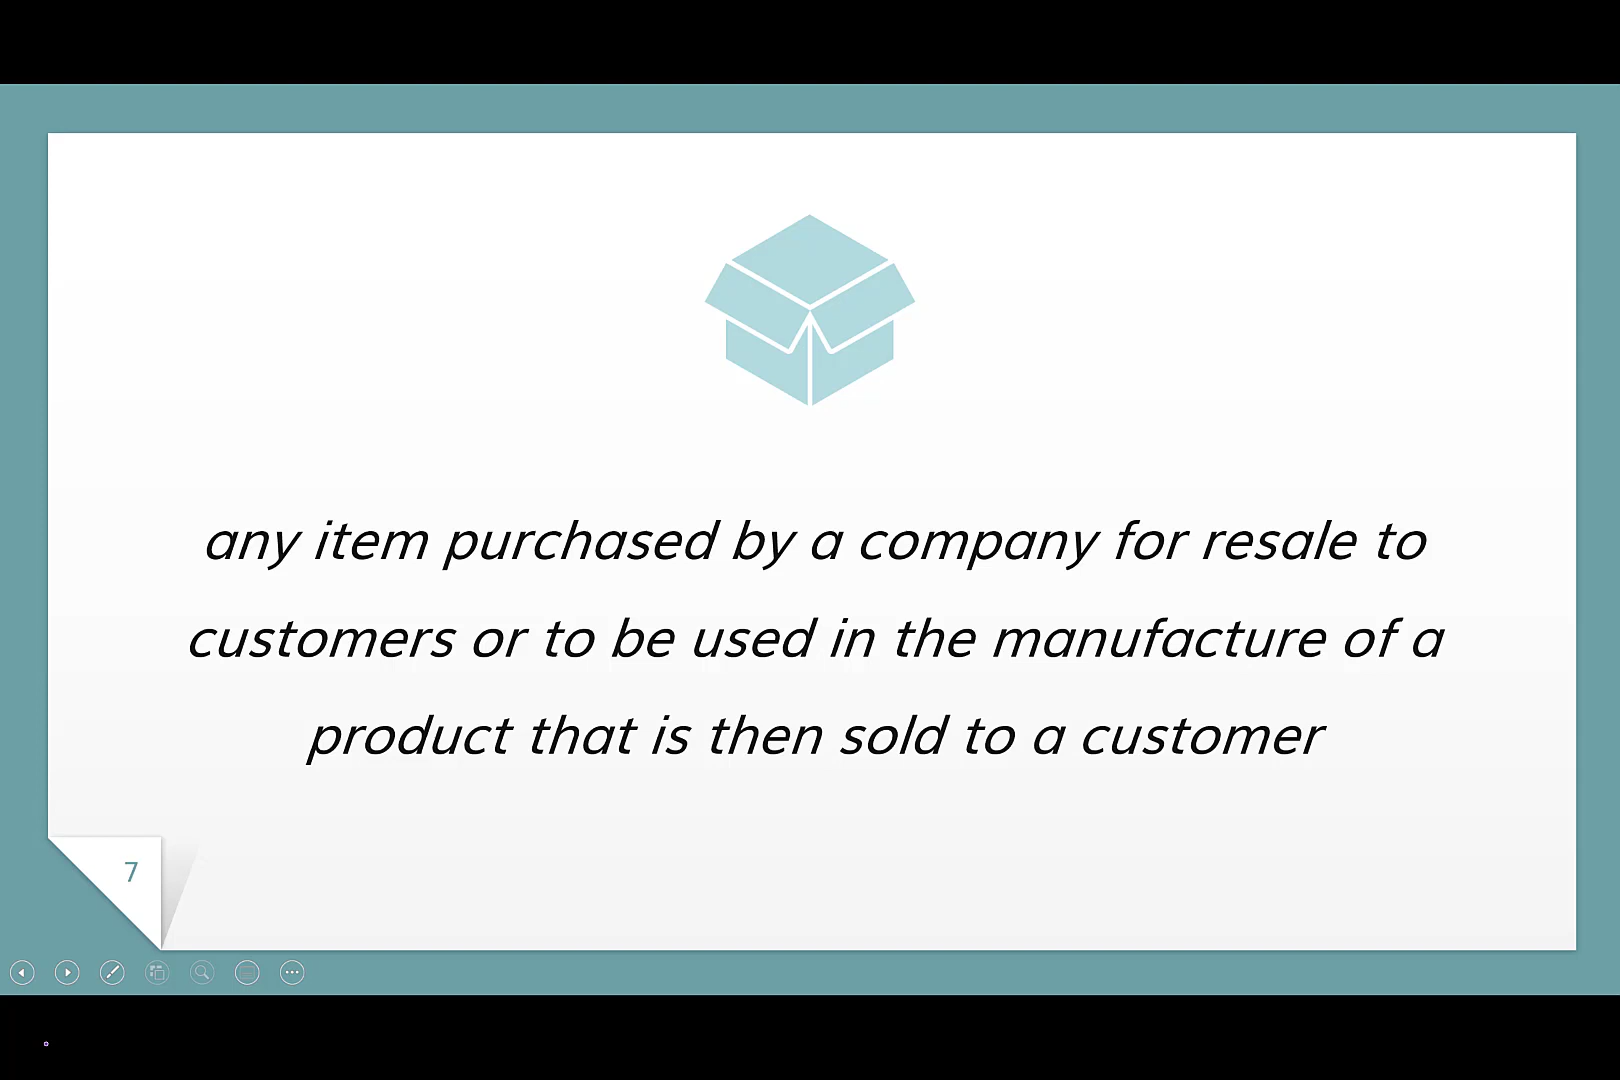 any item purchased by a company for resale to
customers or to be used in the manufacture of a
product that is then sold to a customer
7